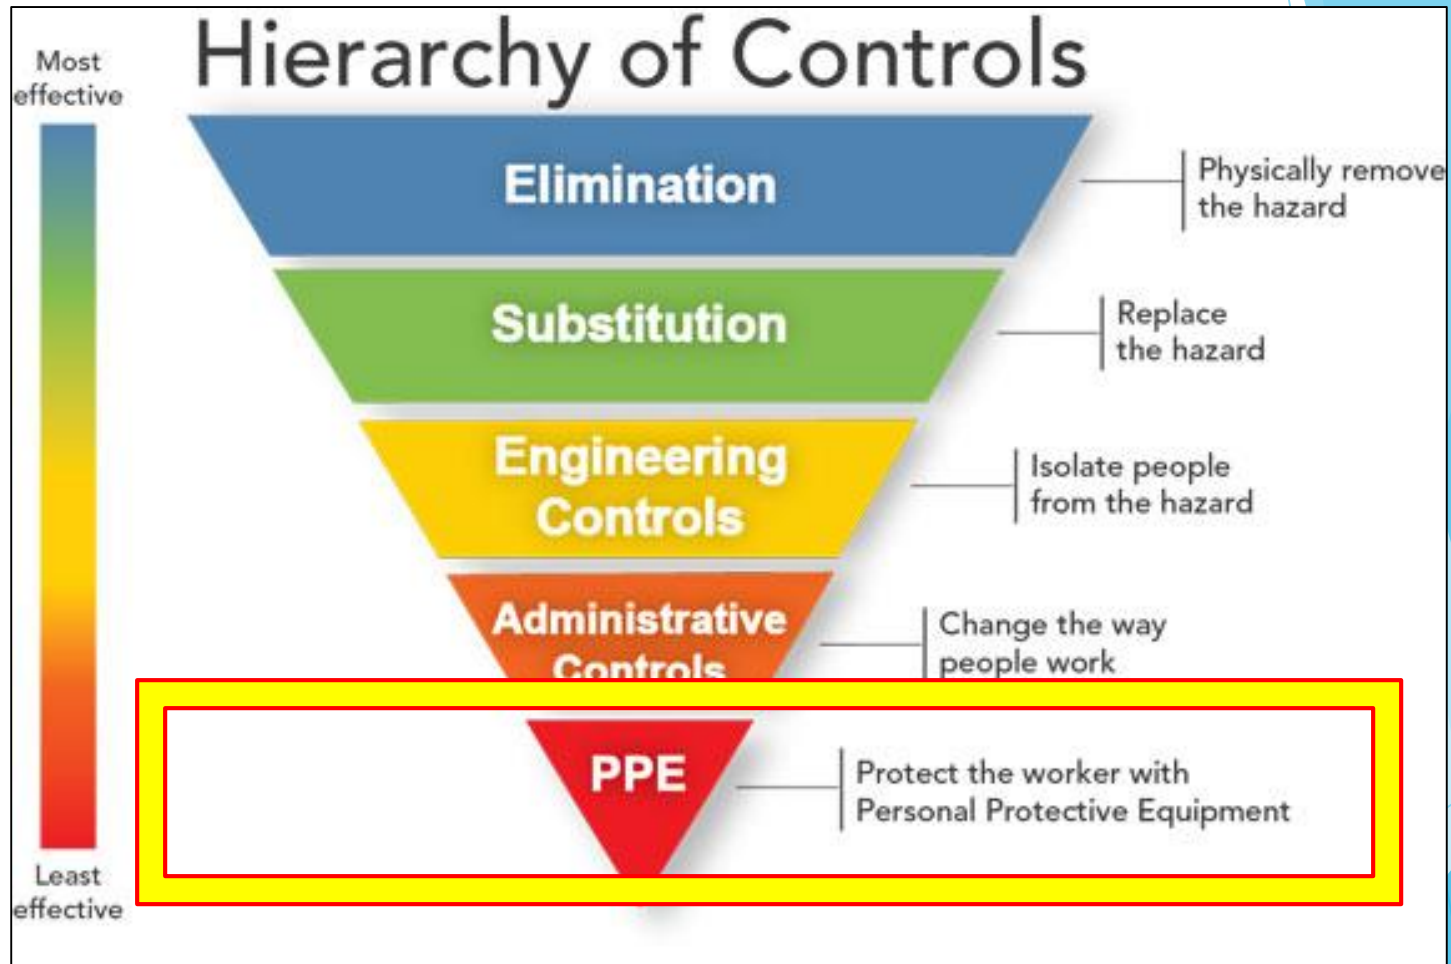 Hierarchy of Controls
Most
effective
Elimination
Physically remove
the hazard
Substitution
Replace
the hazard
Engineering
Controls
Isolate people
from the hazard
Administrative
Controls
Change the way
people work
PPE
Protect the worker with
Personal Protective Equipment
Least
effective